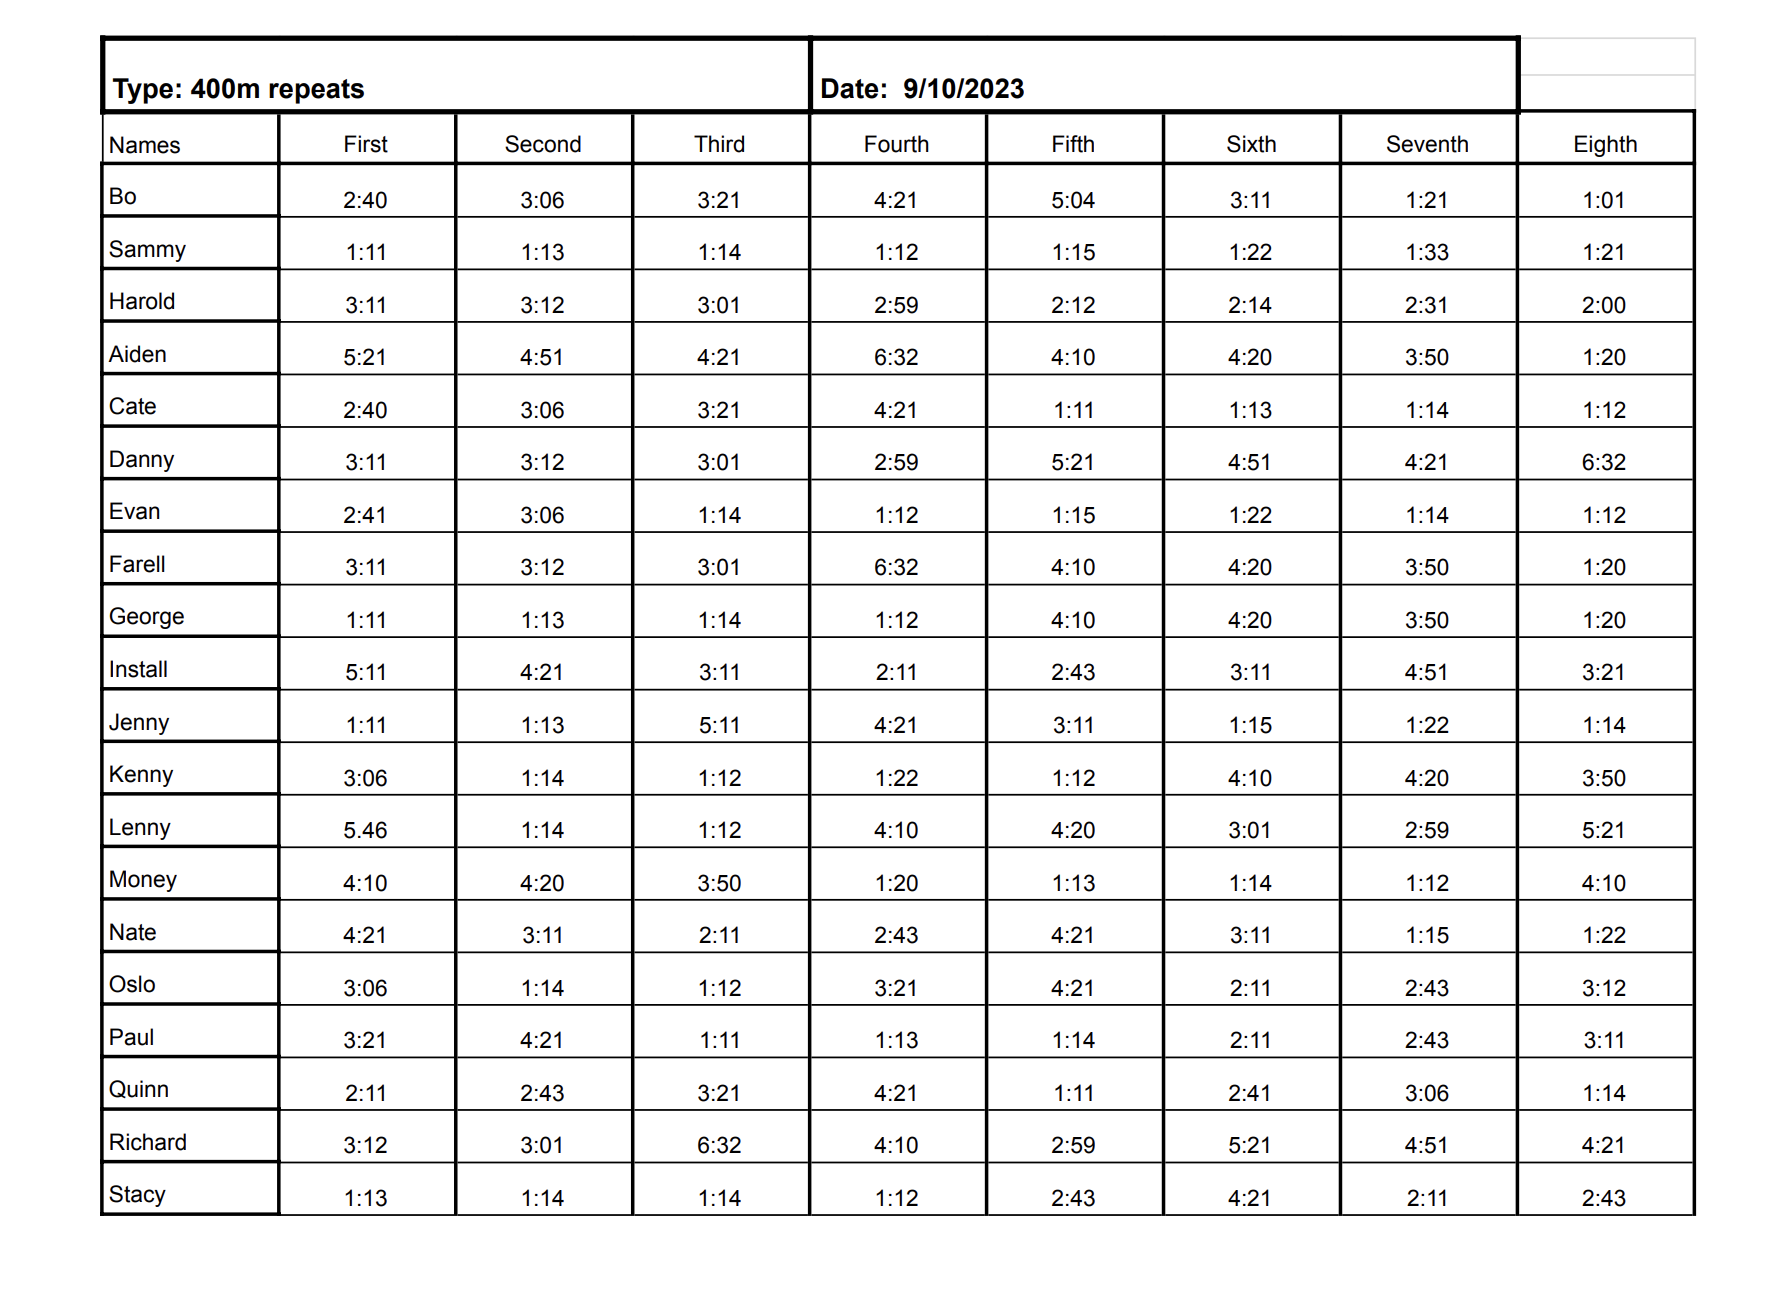 Type: 400m repeats Date: 9/10/2023
Names First Second Third Fourth Fifth Sixth Seventh Eighth
Bo 2:40 3:06 3:21 4:21 5:04 3:11 1:21 1:01
Sammy 1:11 1:13 1:14 1:12 1:15 1:22 1:33 1:21
Harold 3:11 3:12 3:01 2:59 2:12 2:14 2:31 2:00
Aiden 5:21 4:51 4:21 6:32 4:10 4:20 3:50 1:20
Cate 2:40 3:06 3:21 4:21 1:11 1:13 1:14 1:12
Danny 3:11 3:12 3:01 2:59 5:21 4:51 4:21 6:32
Evan 2:41 3:06 1:14 1:12 1:15 1:22 1:14 1:12
Farell 3:11 3:12 3:01 6:32 4:10 4:20 3:50 1:20
George 1:11 1:13 1:14 1:12 4:10 4:20 3:50 1:20
Install 5:11 4:21 3:11 2:11 2:43 3:11 4:51 3:21
Jenny 1:11 1:13 5:11 4:21 3:11 1:15 1:22 1:14
Kenny 3:06 1:14 1:12 1:22 1:12 4:10 4:20 3:50
Lenny 5.46 1:14 1:12 4:10 4:20 3:01 2:59 5:21
Money 4:10 4:20 3:50 1:20 1:13 1:14 1:12 4:10
Nate 4:21 3:11 2:11 2:43 4:21 3:11 1:15 1:22
Oslo 3:06 1:14 1:12 3:21 4:21 2:11 2:43 3:12
Paul 3:21 4:21 1:11 1:13 1:14 2:11 2:43 3:11
Quinn 2:11 2:43 3:21 4:21 1:11 2:41 3:06 1:14
Richard 3:12 3:01 6:32 4:10 2:59 5:21 4:51 4:21
Stacy 1:13 1:14 1:14 1:12 2:43 4:21 2:11 2:43